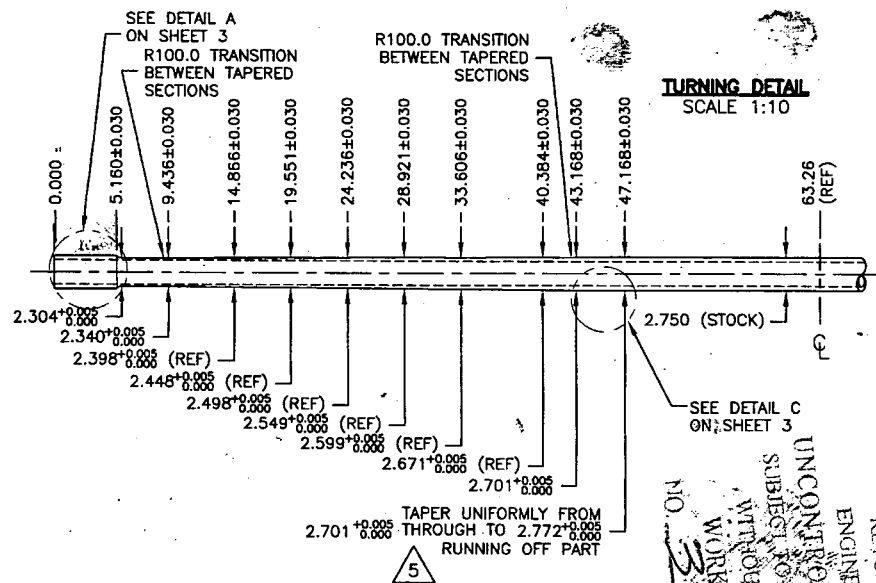 SEE DETAIL A
ON SHEET 3
R100.0 TRANSITION
BETWEEN TAPERED
SECTIONS
R100.0 TRANSITION
BETWEEN TAPERED
SECTIONS
TURNING DETAIL
SCALE 1:10
0.000
5.160±0.030
9.436±0.030
14.866±0.030
19.551±0.030
24.236±0.030
28.921±0.030
33.606±0.030
40.384±0.030
43.168±0.030
47.168±0.030
63.26
(REF)
2.304+0.005 0.000
2.340+0.005 0.000
2.398+0.005 0.000 (REF)
2.448+0.005 0.000 (REF)
2.498+0.005 0.000 (REF)
2.549+0.005 0.000 (REF)
2.599+0.005 0.000 (REF)
2.671+0.005 0.000 (REF)
2.701+0.005 0.000
2.750 (STOCK)
SEE DETAIL C
ON SHEET 3
TAPER UNIFORMLY FROM
2.701 +0.005 0.000 THROUGH TO 2.772+0.005 0.000
RUNNING OFF PART
5
UNCONTRO
SUBJECT TO
WITHOU
WORK
NO.
ENGINE